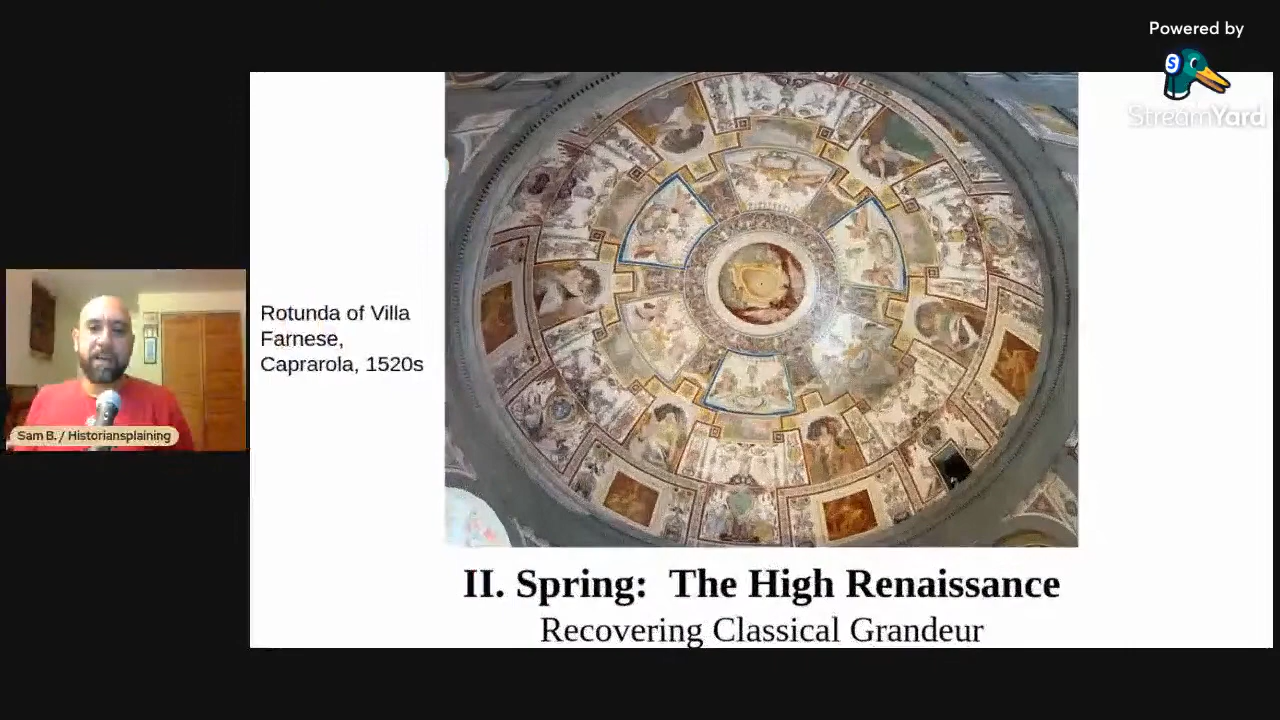 Powered by
StreamYard
Rotunda of Villa
Farnese,
Caprarola, 1520s
Sam B. / Historiansplaining
II. Spring: The High Renaissance
Recovering Classical Grandeur